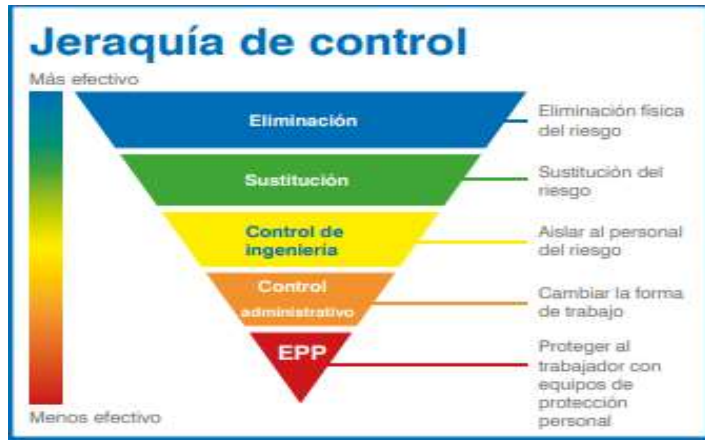 Jeraquía de control
Más efectivo
Eliminación
Eliminación física
del riesgo
Sustitución
Sustitución del
riesgo
Control de
ingeniería
Aislar al personal
del riesgo
Control
administrativo
Cambiar la forma
de trabajo
EPP
Proteger al
trabajador con
equipos de
protección
personal
Menos efectivo